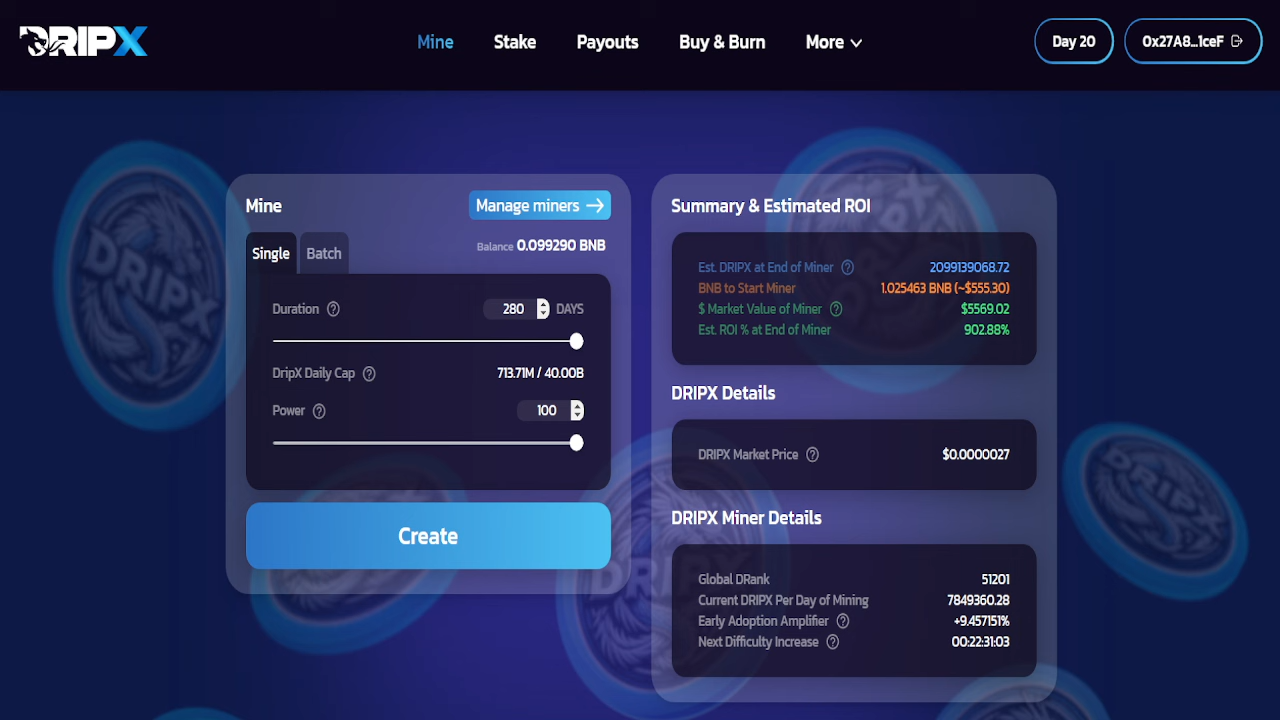 DRIPX
Mine Stake Payouts Buy & Burn More
Day 20
0x27A8...1ceF
Mine
Manage miners →
Single Batch
Balance 0.099290 BNB
Duration 280 DAYS
DripX Daily Cap 713.71M / 40.00B
Power 100
Create
Summary & Estimated ROI
Est. DRIPX at End of Miner 2099139068.72
BNB to Start Miner 1.025463 BNB (~$555.30)
$ Market Value of Miner $5569.02
Est. ROI % at End of Miner 902.88%
DRIPX Details
DRIPX Market Price $0.0000027
DRIPX Miner Details
Global DRank 51201
Current DRIPX Per Day of Mining 7849360.28
Early Adoption Amplifier +9.457151%
Next Difficulty Increase 00:22:31:03
DRIPX
DRIPX
DRIPX
DRIPX